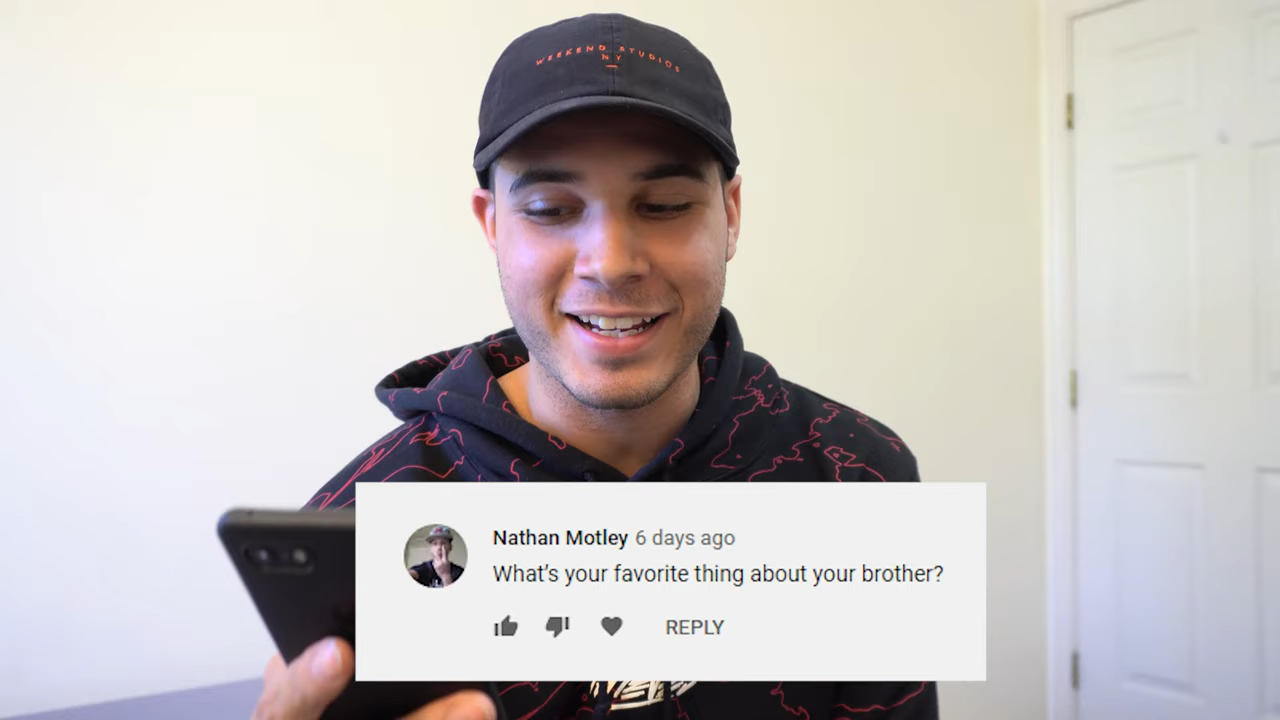 WEEKEND STUDIOS
NY
Nathan Motley 6 days ago
What's your favorite thing about your brother?
REPLY